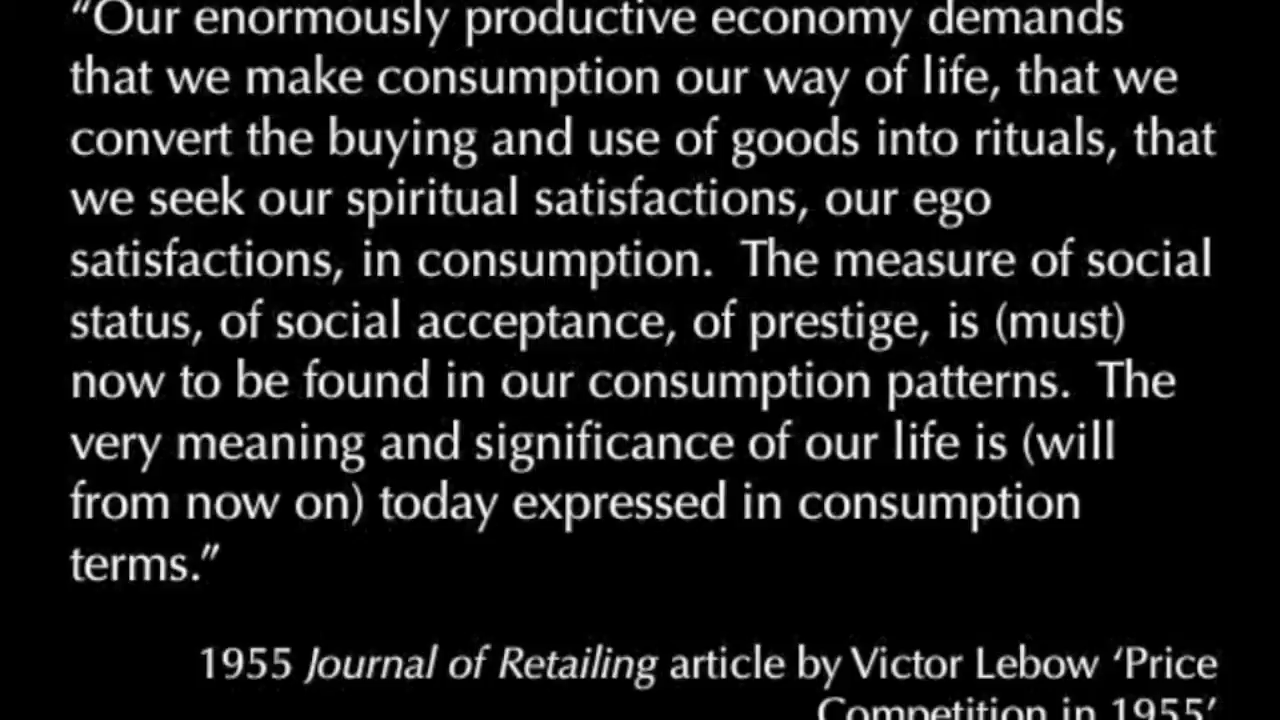 “Our enormously productive economy demands
that we make consumption our way of life, that we
convert the buying and use of goods into rituals, that
we seek our spiritual satisfactions, our ego
satisfactions, in consumption.  The measure of social
status, of social acceptance, of prestige, is (must)
now to be found in our consumption patterns.  The
very meaning and significance of our life is (will
from now on) today expressed in consumption
terms.”
1955 Journal of Retailing article by Victor Lebow ‘Price
Competition in 1955’